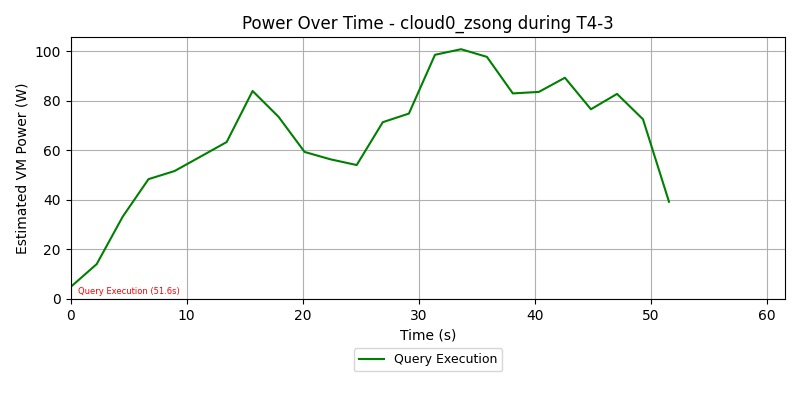 Power Over Time - cloud0_zsong during T4-3
Estimated VM Power (W)
100
80
60
40
20
0
Query Execution (51.6s)
0 10 20 30 40 50 60
Time (s)
Query Execution